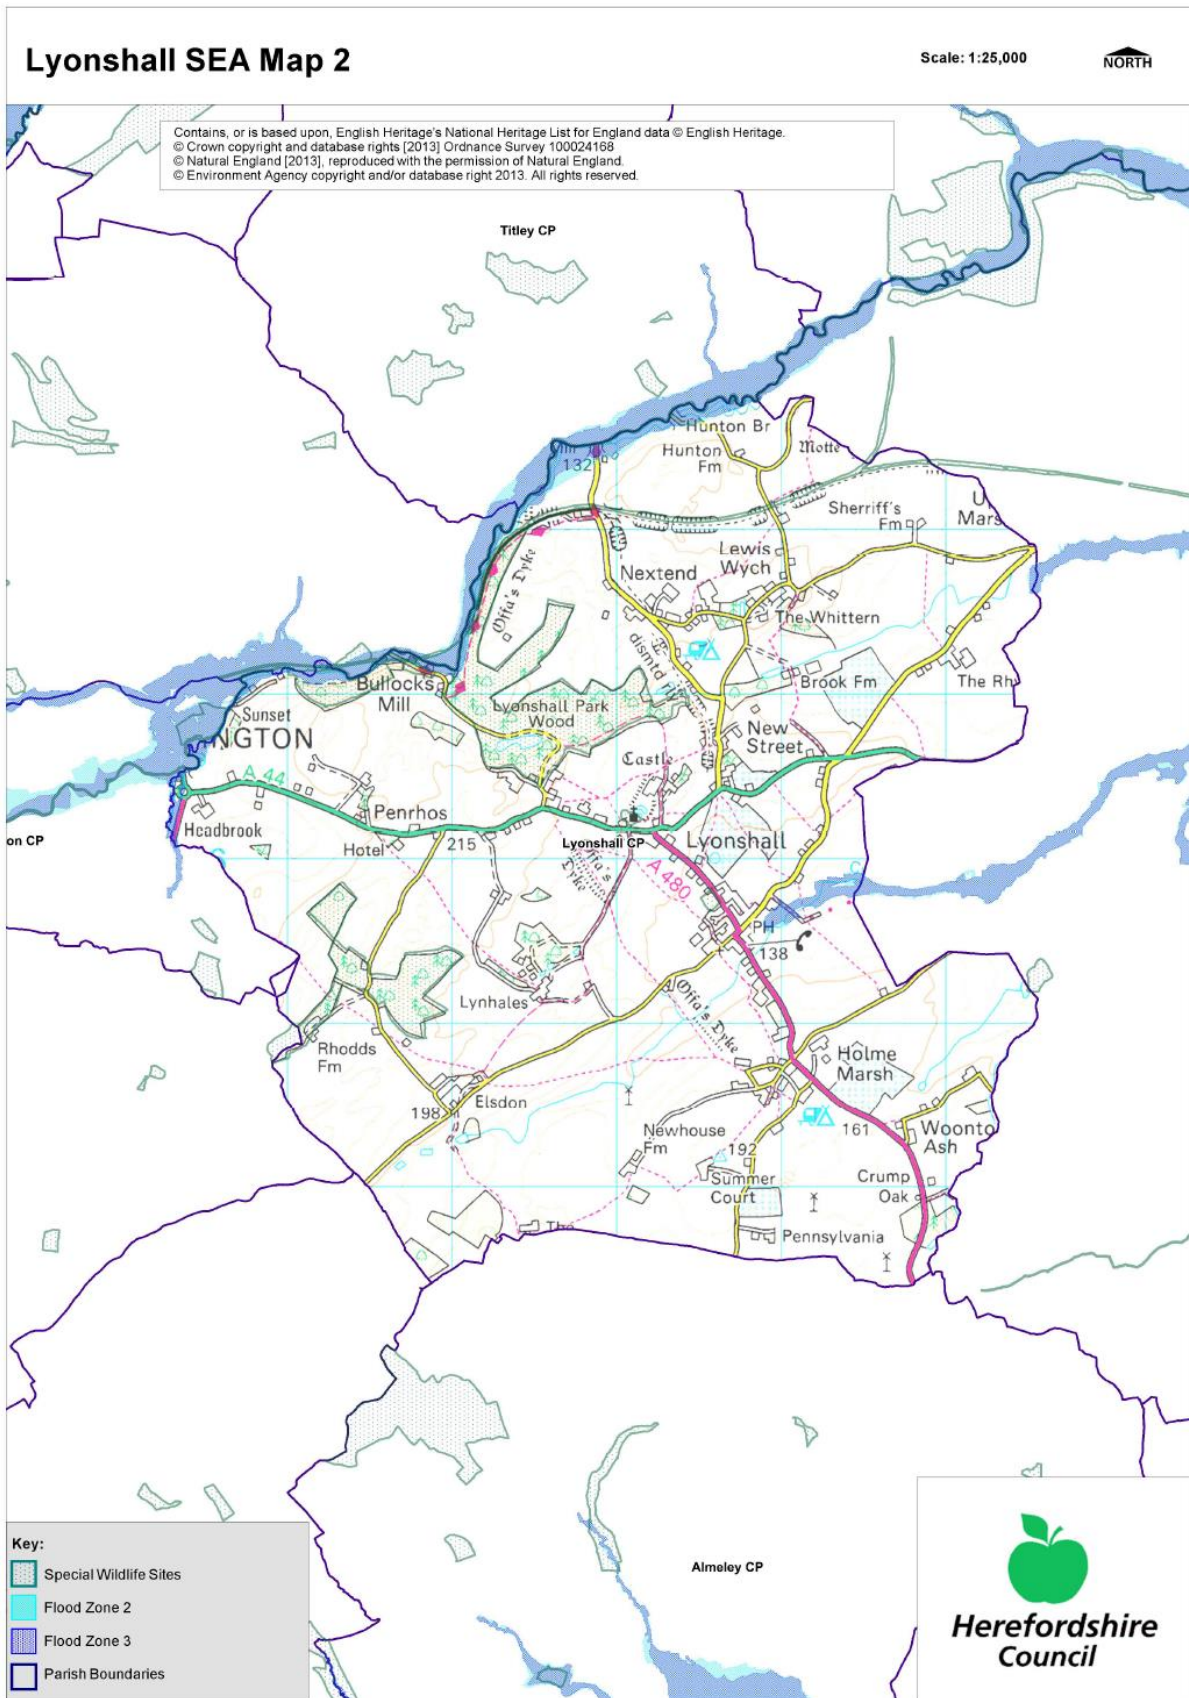 Lyonshall SEA Map 2
Scale: 1:25,000
NORTH
Contains, or is based upon, English Heritage's National Heritage List for England data © English Heritage.
© Crown copyright and database rights [2013] Ordnance Survey 100024168
© Natural England [2013], reproduced with the permission of Natural England.
© Environment Agency copyright and/or database right 2013. All rights reserved.
Titley CP
Hunton Br
Hunton
Fm
Motte
132
Sherriff's
Fm
U
Mars
Lewis
Wych
Nextend
Offa's Dyke
The Whittern
dismtd rly
Bullocks
Mill
Brook Fm
The Rh
Lyonshall Park
Wood
Sunset
NGTON
New
Street
Castle
A 44
Penrhos
Headbrook
Hotel
215
on CP
Lyonshall CP
Lyonshall
Offa's
Dyke
A 480
PH
138
Lynhales
Offa's Dyke
Rhodds
Fm
Holme
Marsh
Elsdon
198
161
Woonto
Ash
Newhouse
Fm
192
Summer
Court
Crump
Oak
The
Pennsylvania
Almeley CP
Key:
Special Wildlife Sites
Flood Zone 2
Flood Zone 3
Parish Boundaries
Herefordshire
Council